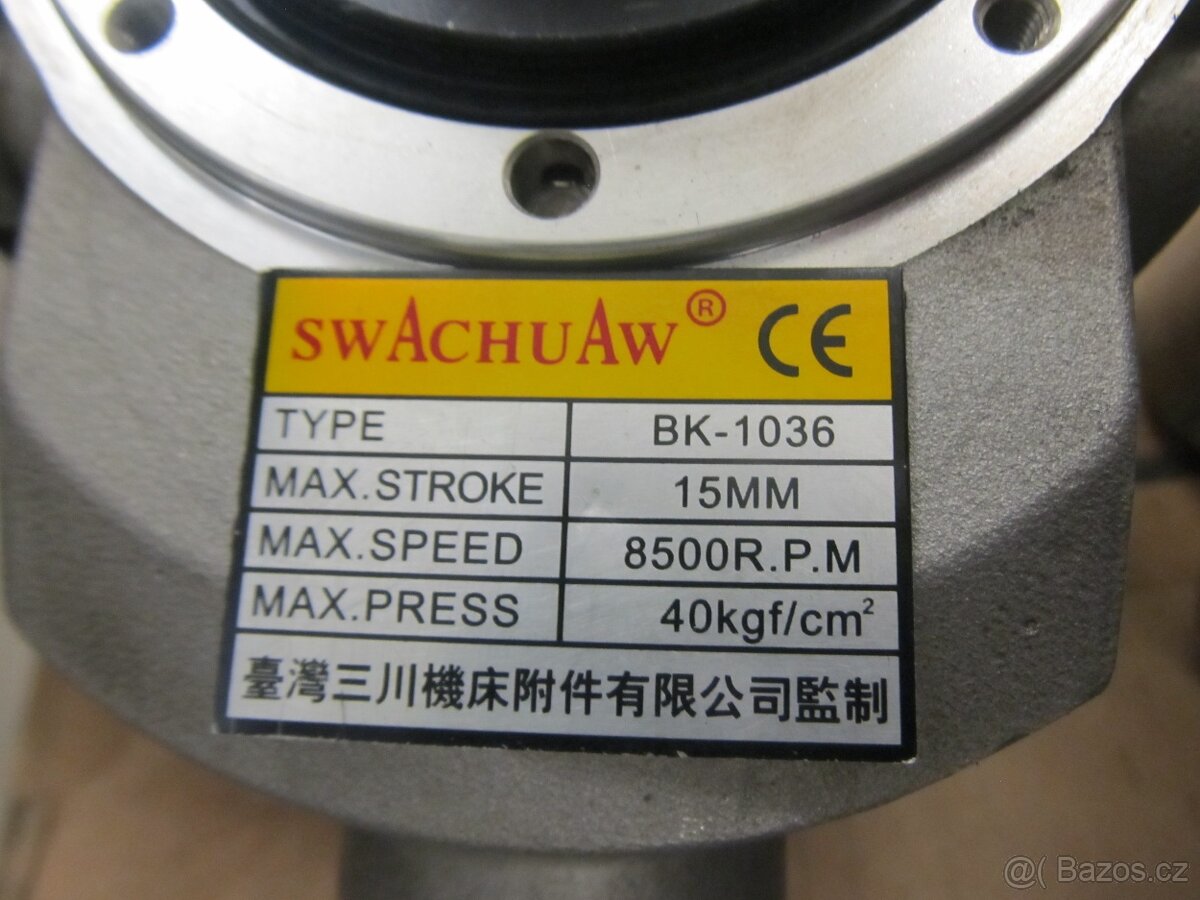 SWACHUAW® CE
TYPE BK-1036
MAX.STROKE 15MM
MAX.SPEED 8500R.P.M
MAX.PRESS 40kgf/cm²
臺灣三川機床附件有限公司監制
@( Bazos.cz